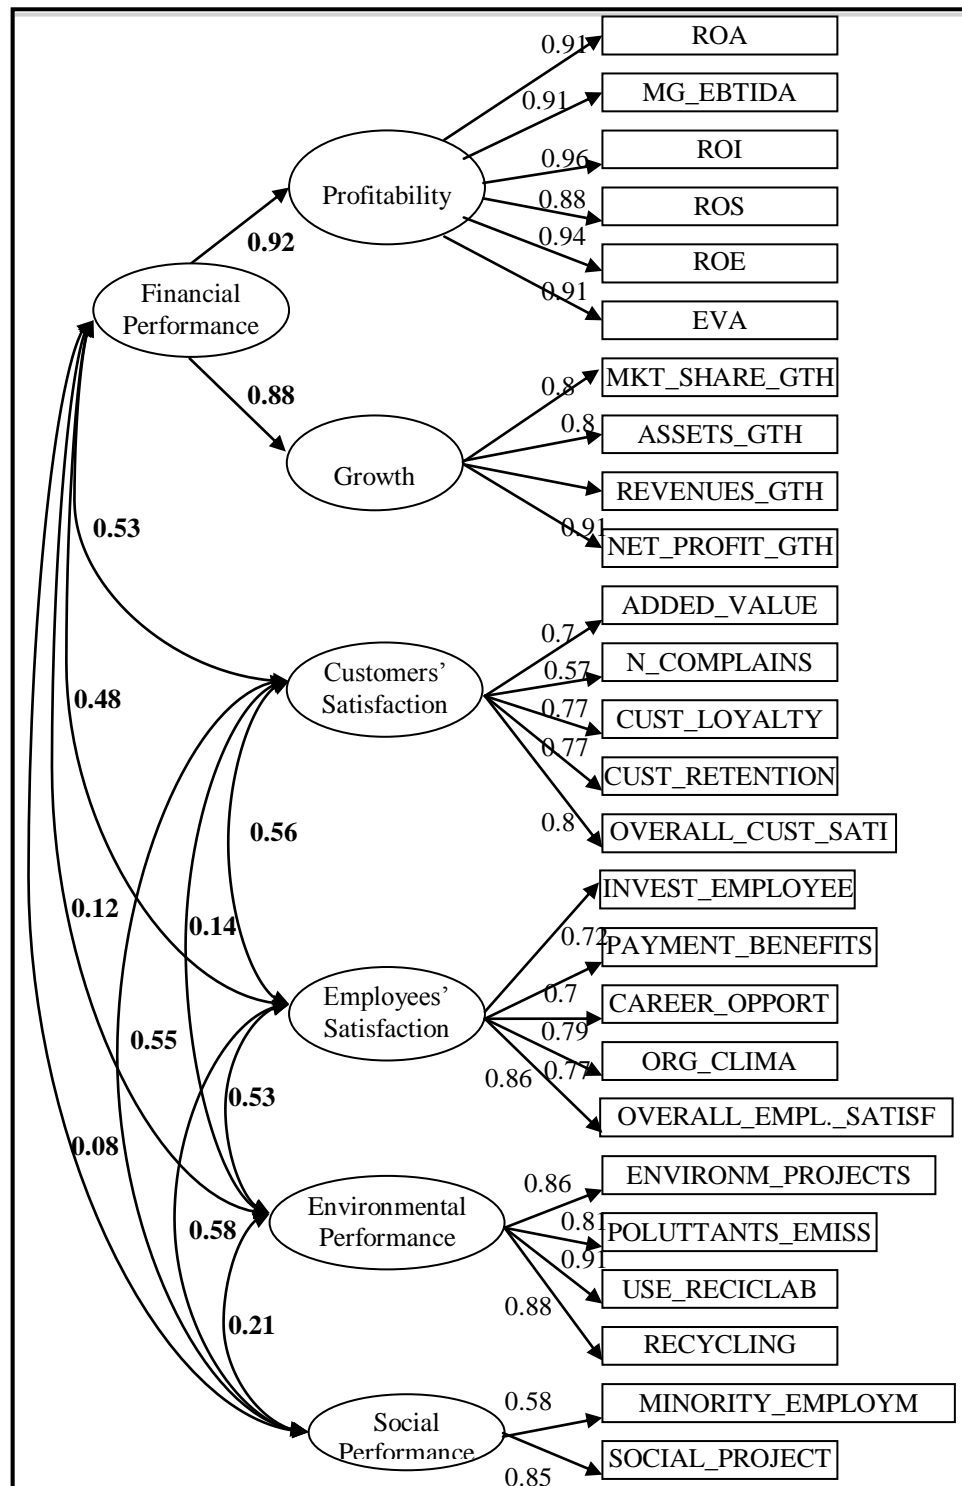 0.91
ROA
0.91
MG_EBTIDA
0.96
ROI
Profitability
0.88
ROS
0.92
0.94
ROE
Financial
Performance
0.91
EVA
0.88
0.8
MKT_SHARE_GTH
0.8
ASSETS_GTH
Growth
REVENUES_GTH
0.53
0.91
NET_PROFIT_GTH
ADDED_VALUE
0.7
Customers'
Satisfaction
0.57
N_COMPLAINS
0.48
0.77
CUST_LOYALTY
0.77
CUST_RETENTION
0.56
0.8
OVERALL_CUST_SATI
INVEST_EMPLOYEE
0.12
0.14
0.72
PAYMENT_BENEFITS
Employees'
Satisfaction
0.7
CAREER_OPPORT
0.55
0.79
ORG_CLIMA
0.53
0.86
0.77
OVERALL_EMPL._SATISF
0.08
0.86
ENVIRONM_PROJECTS
Environmental
Performance
0.58
0.81
POLUTTANTS_EMISS
0.91
USE_RECICLAB
0.21
0.88
RECYCLING
0.58
MINORITY_EMPLOYM
Social
Performance
0.85
SOCIAL_PROJECT